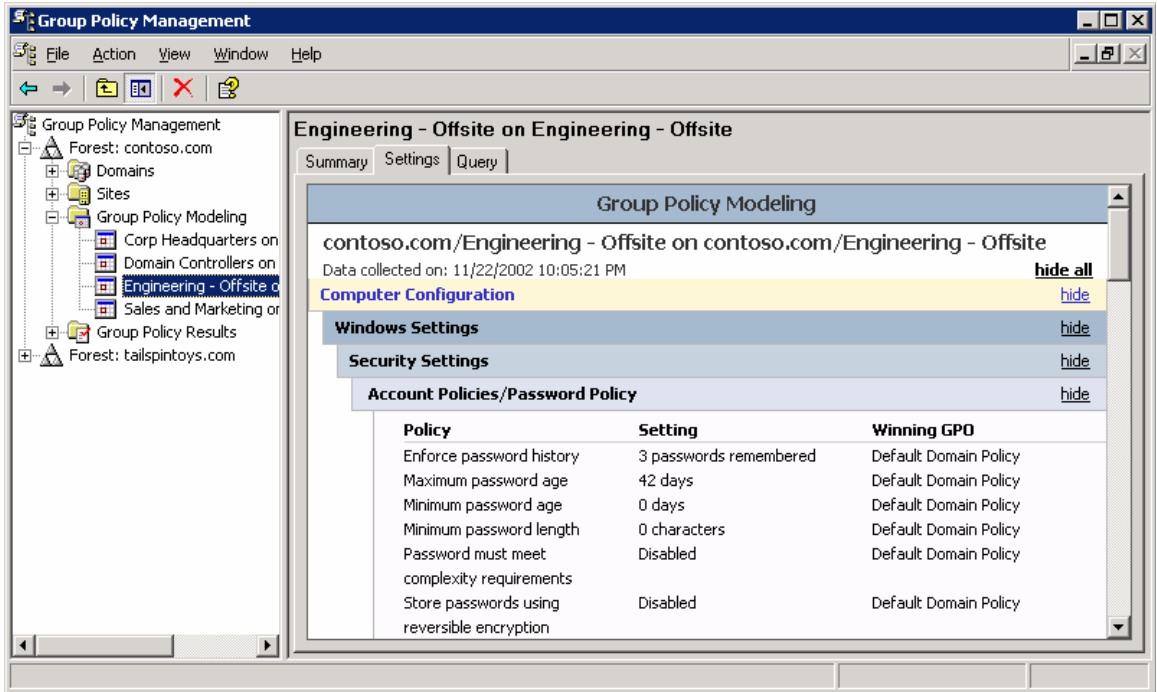 Group Policy Management
File Action View Window Help
Group Policy Management
Forest: contoso.com
Domains
Sites
Group Policy Modeling
Corp Headquarters on
Domain Controllers on
Engineering - Offsite o
Sales and Marketing or
Group Policy Results
Forest: tailspintoys.com
Engineering - Offsite on Engineering - Offsite
Summary Settings Query
Group Policy Modeling
contoso.com/Engineering - Offsite on contoso.com/Engineering - Offsite
Data collected on: 11/22/2002 10:05:21 PM hide all
Computer Configuration hide
Windows Settings hide
Security Settings hide
Account Policies/Password Policy hide
Policy Setting Winning GPO
Enforce password history 3 passwords remembered Default Domain Policy
Maximum password age 42 days Default Domain Policy
Minimum password age 0 days Default Domain Policy
Minimum password length 0 characters Default Domain Policy
Password must meet Disabled Default Domain Policy
complexity requirements
Store passwords using Disabled Default Domain Policy
reversible encryption